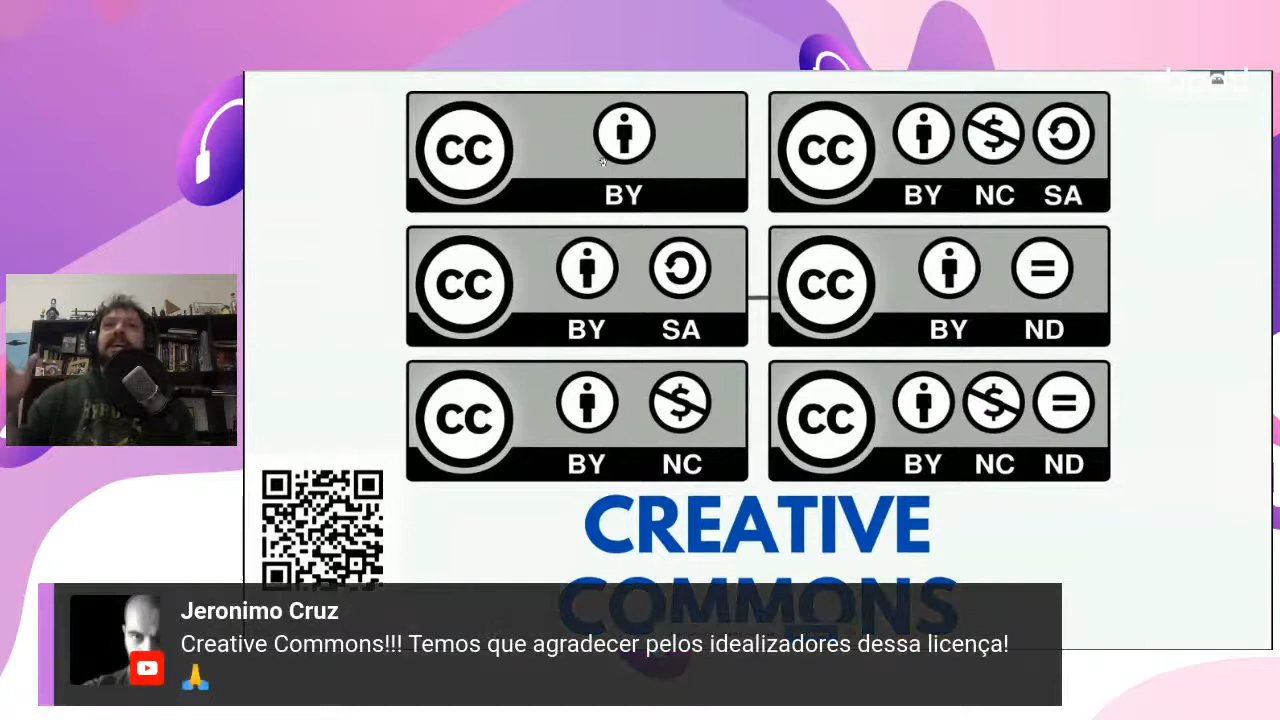 bpod
CC BY
CC BY NC SA
CC BY SA
CC BY ND
CC BY NC
CC BY NC ND
CREATIVE
COMMONS
Jeronimo Cruz
Creative Commons!!! Temos que agradecer pelos idealizadores dessa licença!
🙏